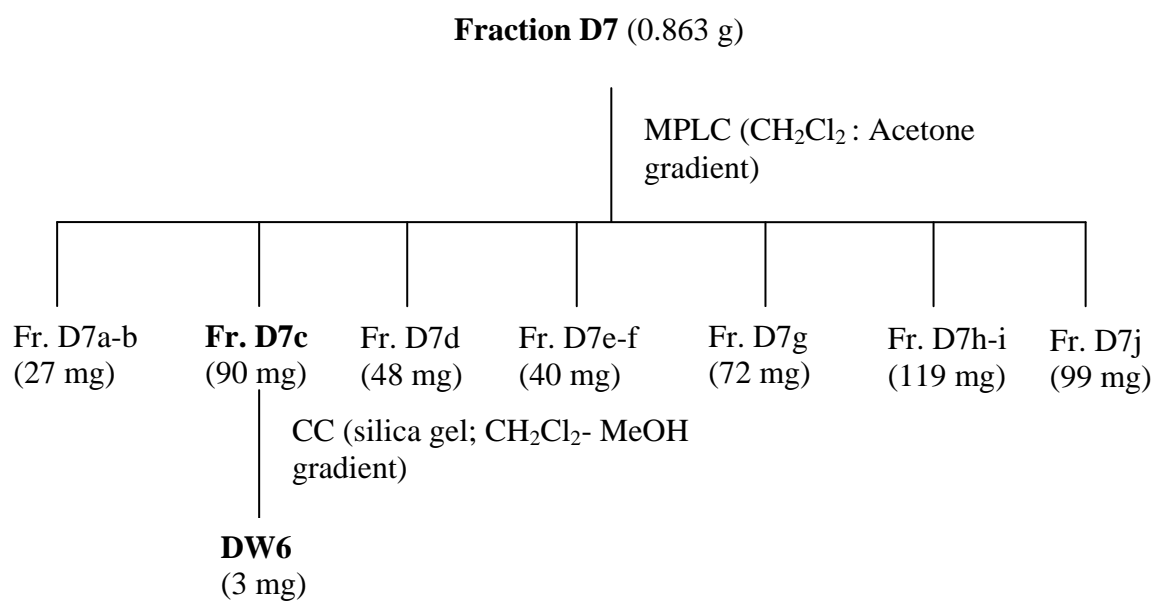 Fraction D7 (0.863 g)
MPLC (CH₂Cl₂ : Acetone
gradient)
Fr. D7a-b
(27 mg)
Fr. D7c
(90 mg)
Fr. D7d
(48 mg)
Fr. D7e-f
(40 mg)
Fr. D7g
(72 mg)
Fr. D7h-i
(119 mg)
Fr. D7j
(99 mg)
CC (silica gel; CH₂Cl₂- MeOH
gradient)
DW6
(3 mg)